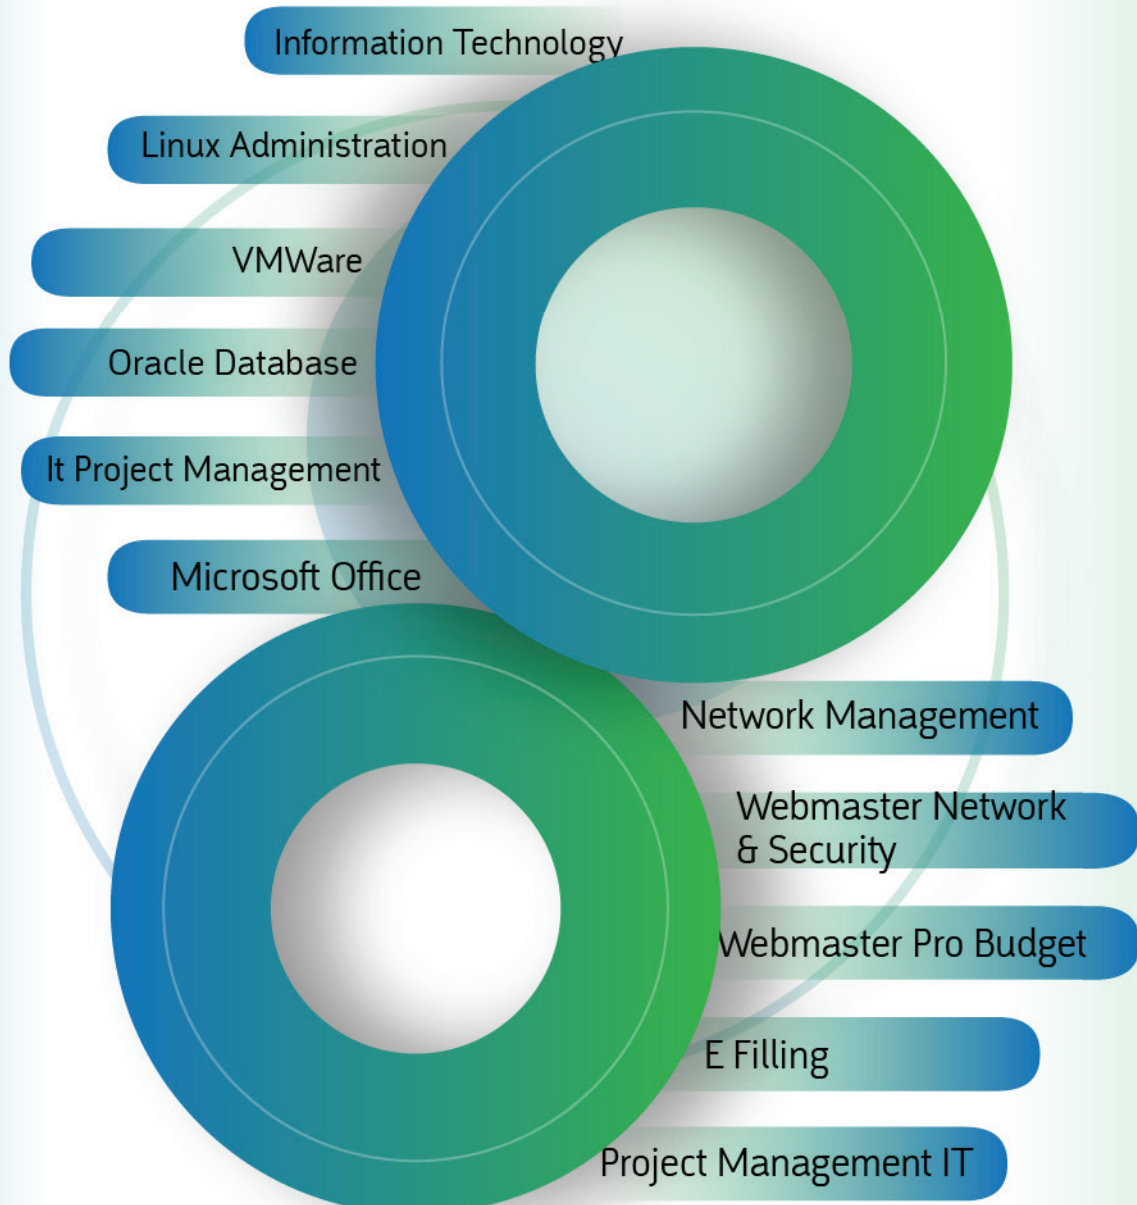 Information Technology
Linux Administration
VMWare
Oracle Database
It Project Management
Microsoft Office
Network Management
Webmaster Network
& Security
Webmaster Pro Budget
E Filling
Project Management IT